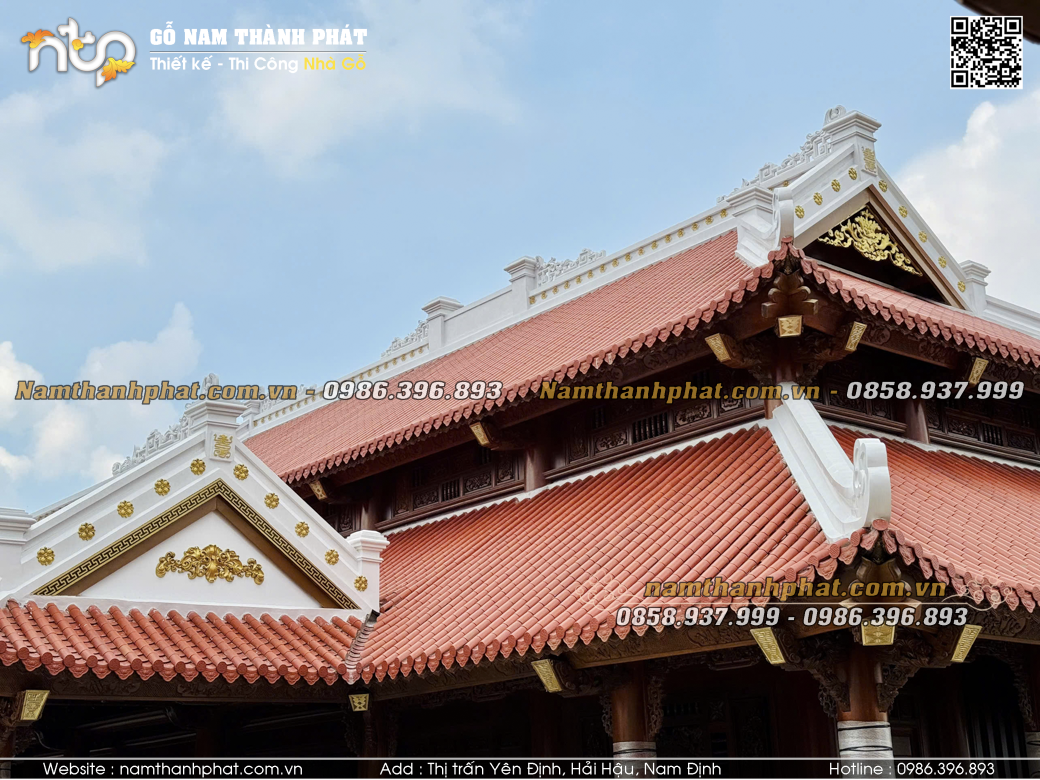 ntp
GỖ NAM THÀNH PHÁT
Thiết kế - Thi Công Nhà Gỗ
Namthanhphat.com.vn - 0986.396.893
Namthanhphat.com.vn - 0858.937.999
namthanhphat.com.vn
0858.937.999 - 0986.396.893
Website : namthanhphat.com.vn
Add : Thị trấn Yên Định, Hải Hậu, Nam Định
Hotline : 0986.396.893